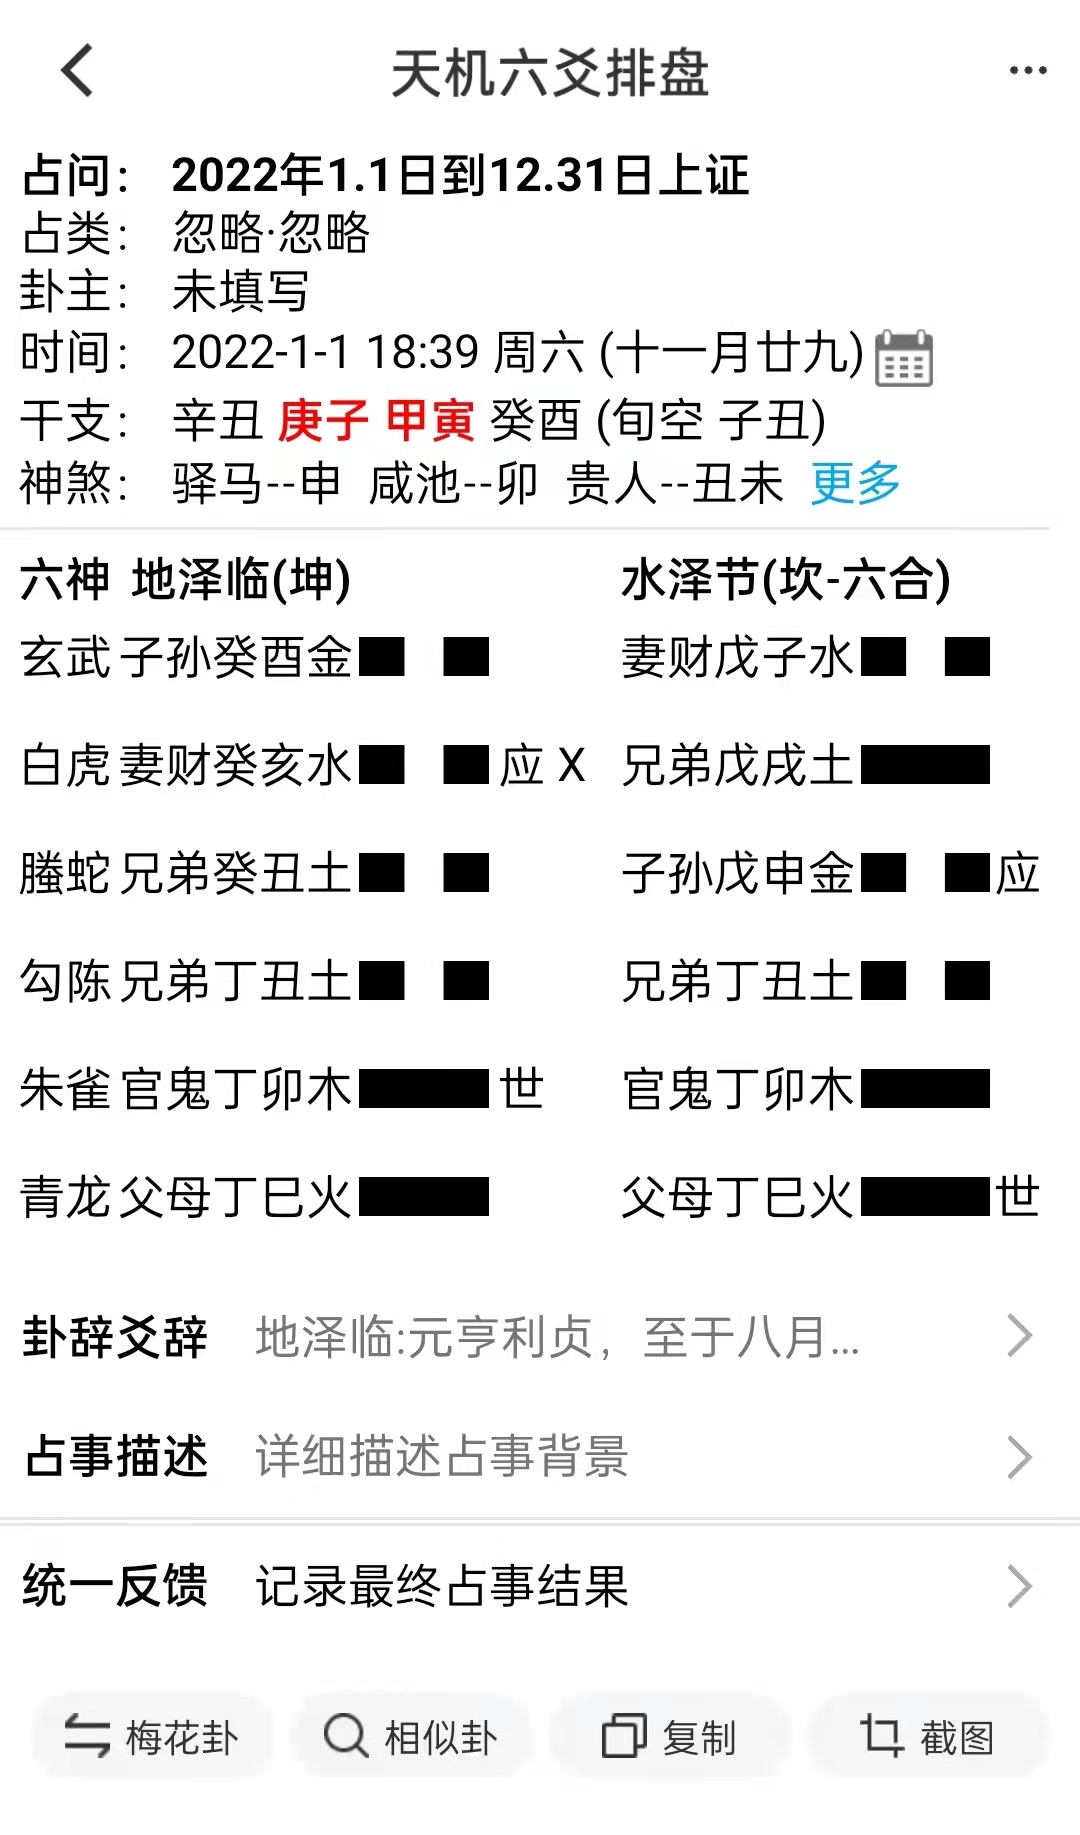 天机六爻排盘
占问： 2022年1.1日到12.31日上证
占类： 忽略·忽略
卦主： 未填写
时间： 2022-1-1 18:39 周六 (十一月廿九)
干支： 辛丑 庚子 甲寅 癸酉 (旬空 子丑)
神煞： 驿马--申 咸池--卯 贵人--丑未 更多
六神 地泽临(坤) 水泽节(坎-六合)
玄武 子孙癸酉金 妻财戊子水
白虎 妻财癸亥水 应 X 兄弟戊戌土
螣蛇 兄弟癸丑土 子孙戊申金 应
勾陈 兄弟丁丑土 兄弟丁丑土
朱雀 官鬼丁卯木 世 官鬼丁卯木
青龙 父母丁巳火 父母丁巳火 世
卦辞爻辞 地泽临:元亨利贞，至于八月...
占事描述 详细描述占事背景
统一反馈 记录最终占事结果
梅花卦 相似卦 复制 截图